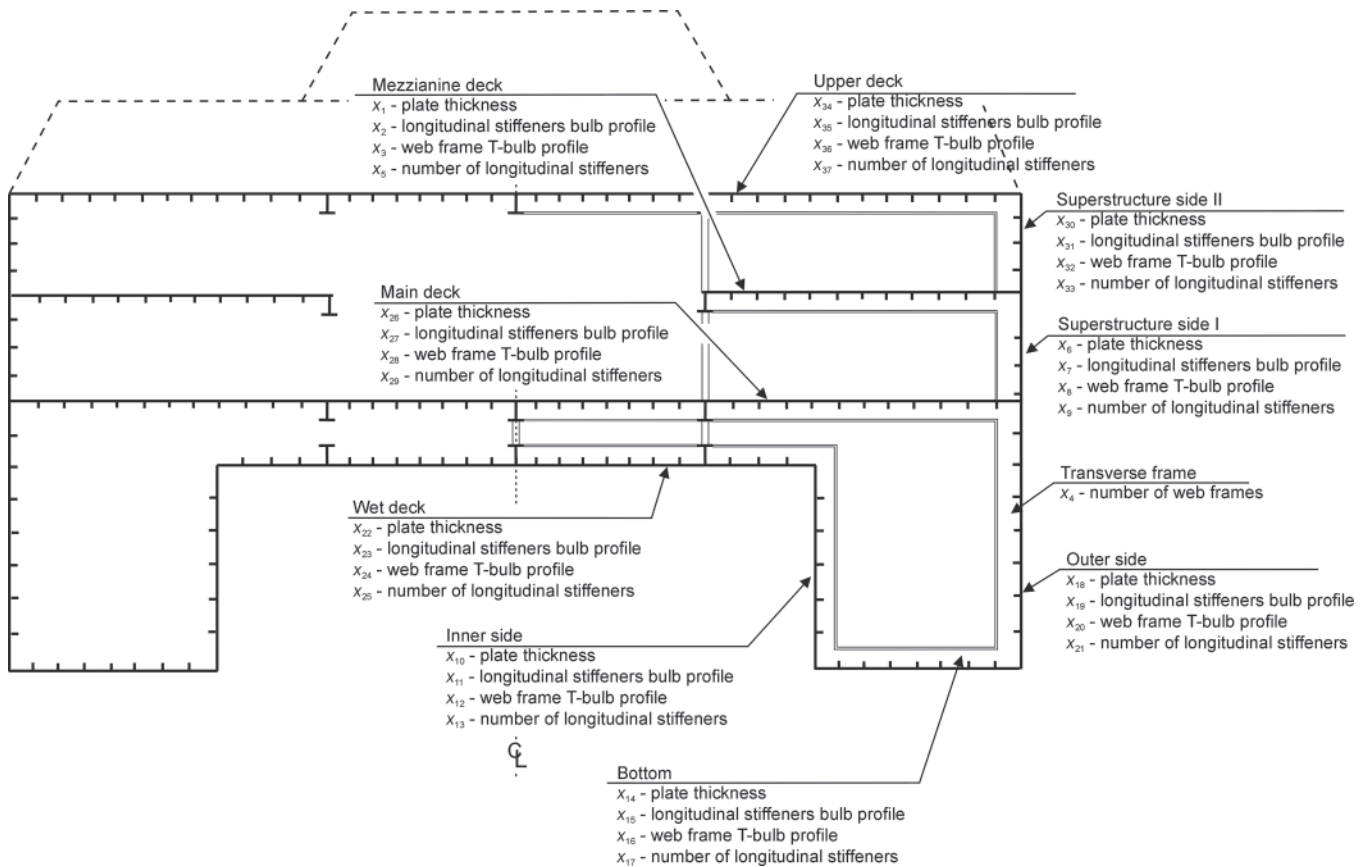 Mezzianine deck
x₁ - plate thickness
x₂ - longitudinal stiffeners bulb profile
x₃ - web frame T-bulb profile
x₅ - number of longitudinal stiffeners
Upper deck
x₃₄ - plate thickness
x₃₅ - longitudinal stiffeners bulb profile
x₃₆ - web frame T-bulb profile
x₃₇ - number of longitudinal stiffeners
Superstructure side II
x₃₀ - plate thickness
x₃₁ - longitudinal stiffeners bulb profile
x₃₂ - web frame T-bulb profile
x₃₃ - number of longitudinal stiffeners
Main deck
x₂₆ - plate thickness
x₂₇ - longitudinal stiffeners bulb profile
x₂₈ - web frame T-bulb profile
x₂₉ - number of longitudinal stiffeners
Superstructure side I
x₆ - plate thickness
x₇ - longitudinal stiffeners bulb profile
x₈ - web frame T-bulb profile
x₉ - number of longitudinal stiffeners
Transverse frame
x₄ - number of web frames
Wet deck
x₂₂ - plate thickness
x₂₃ - longitudinal stiffeners bulb profile
x₂₄ - web frame T-bulb profile
x₂₅ - number of longitudinal stiffeners
Outer side
x₁₈ - plate thickness
x₁₉ - longitudinal stiffeners bulb profile
x₂₀ - web frame T-bulb profile
x₂₁ - number of longitudinal stiffeners
Inner side
x₁₀ - plate thickness
x₁₁ - longitudinal stiffeners bulb profile
x₁₂ - web frame T-bulb profile
x₁₃ - number of longitudinal stiffeners
℄
Bottom
x₁₄ - plate thickness
x₁₅ - longitudinal stiffeners bulb profile
x₁₆ - web frame T-bulb profile
x₁₇ - number of longitudinal stiffeners